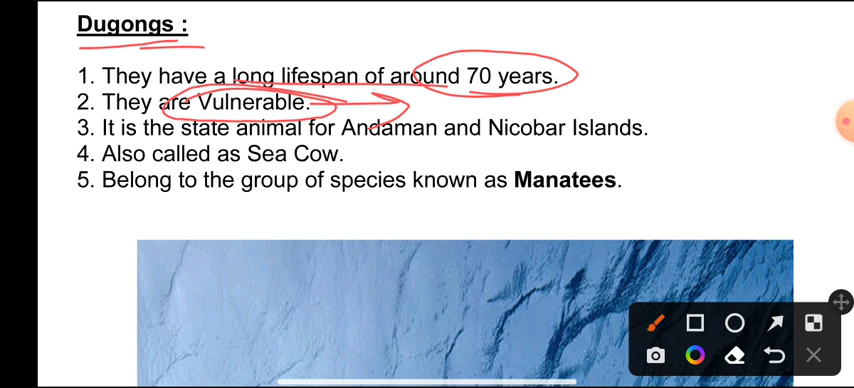 Dugongs :
1. They have a long lifespan of around 70 years.
2. They are Vulnerable.
3. It is the state animal for Andaman and Nicobar Islands.
4. Also called as Sea Cow.
5. Belong to the group of species known as Manatees.